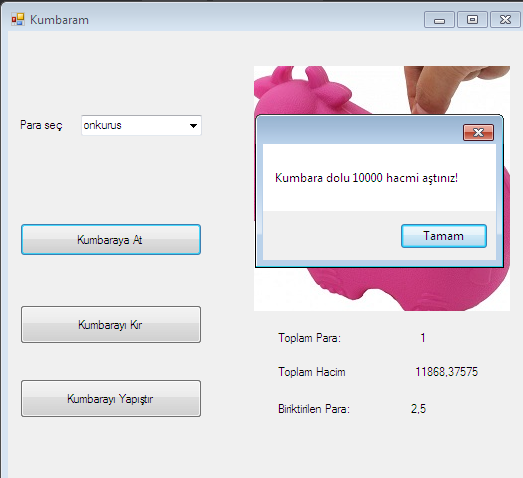 Kumbaram
Para seç
onkurus
Kumbara dolu 10000 hacmi aştınız!
Tamam
Kumbaraya At
Kumbarayı Kır
Kumbarayı Yapıştır
Toplam Para: 1
Toplam Hacim 11868,37575
Biriktirilen Para: 2,5